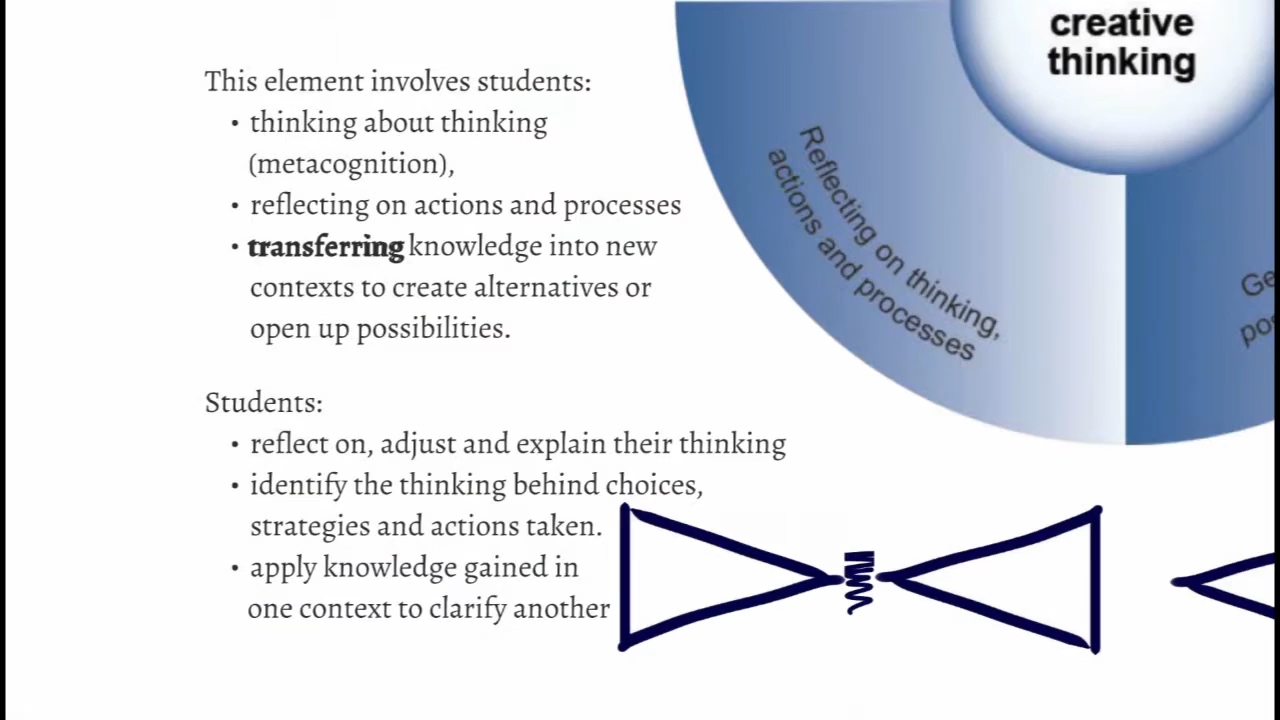 creative
thinking
This element involves students:
• thinking about thinking
(metacognition),
• reflecting on actions and processes
• transferring knowledge into new
contexts to create alternatives or
open up possibilities.
Reflecting on thinking,
actions and processes
Students:
• reflect on, adjust and explain their thinking
• identify the thinking behind choices,
strategies and actions taken.
• apply knowledge gained in
one context to clarify another